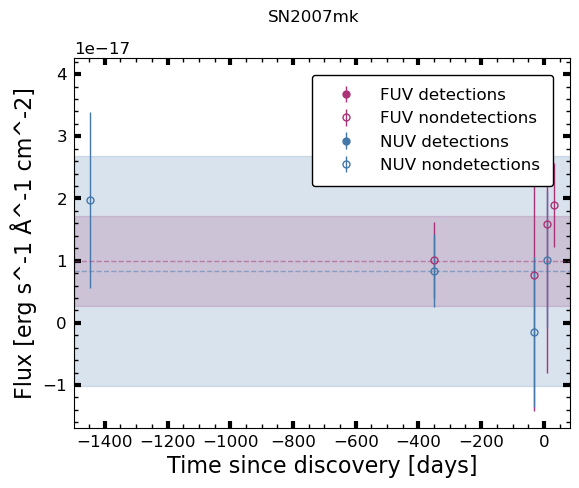 SN2007mk
1e−17
FUV detections
FUV nondetections
NUV detections
NUV nondetections
4
3
2
1
0
−1
Flux [erg s^-1 Å^-1 cm^-2]
−1400 −1200 −1000 −800 −600 −400 −200 0
Time since discovery [days]